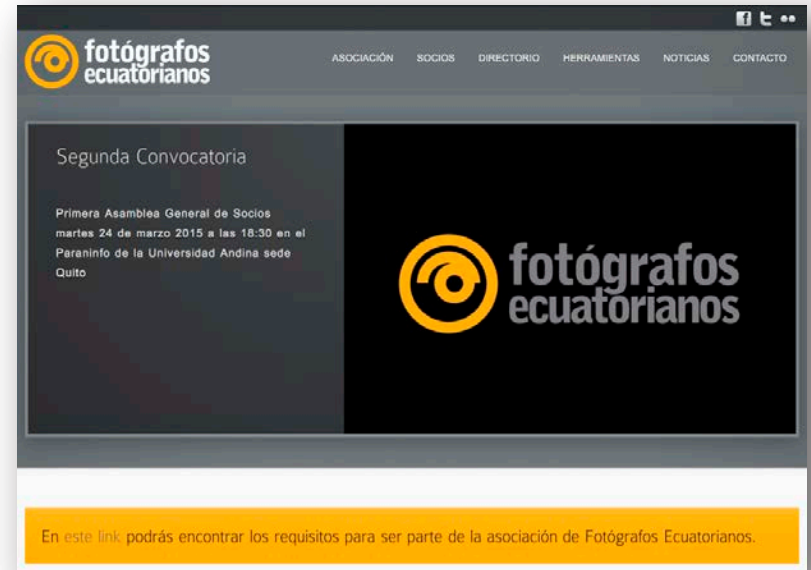 fotógrafos
ecuatorianos
ASOCIACIÓN SOCIOS DIRECTORIO HERRAMIENTAS NOTICIAS CONTACTO
Segunda Convocatoria
Primera Asamblea General de Socios
martes 24 de marzo 2015 a las 18:30 en el
Paraninfo de la Universidad Andina sede
Quito
fotógrafos
ecuatorianos
En este link podrás encontrar los requisitos para ser parte de la asociación de Fotógrafos Ecuatorianos.